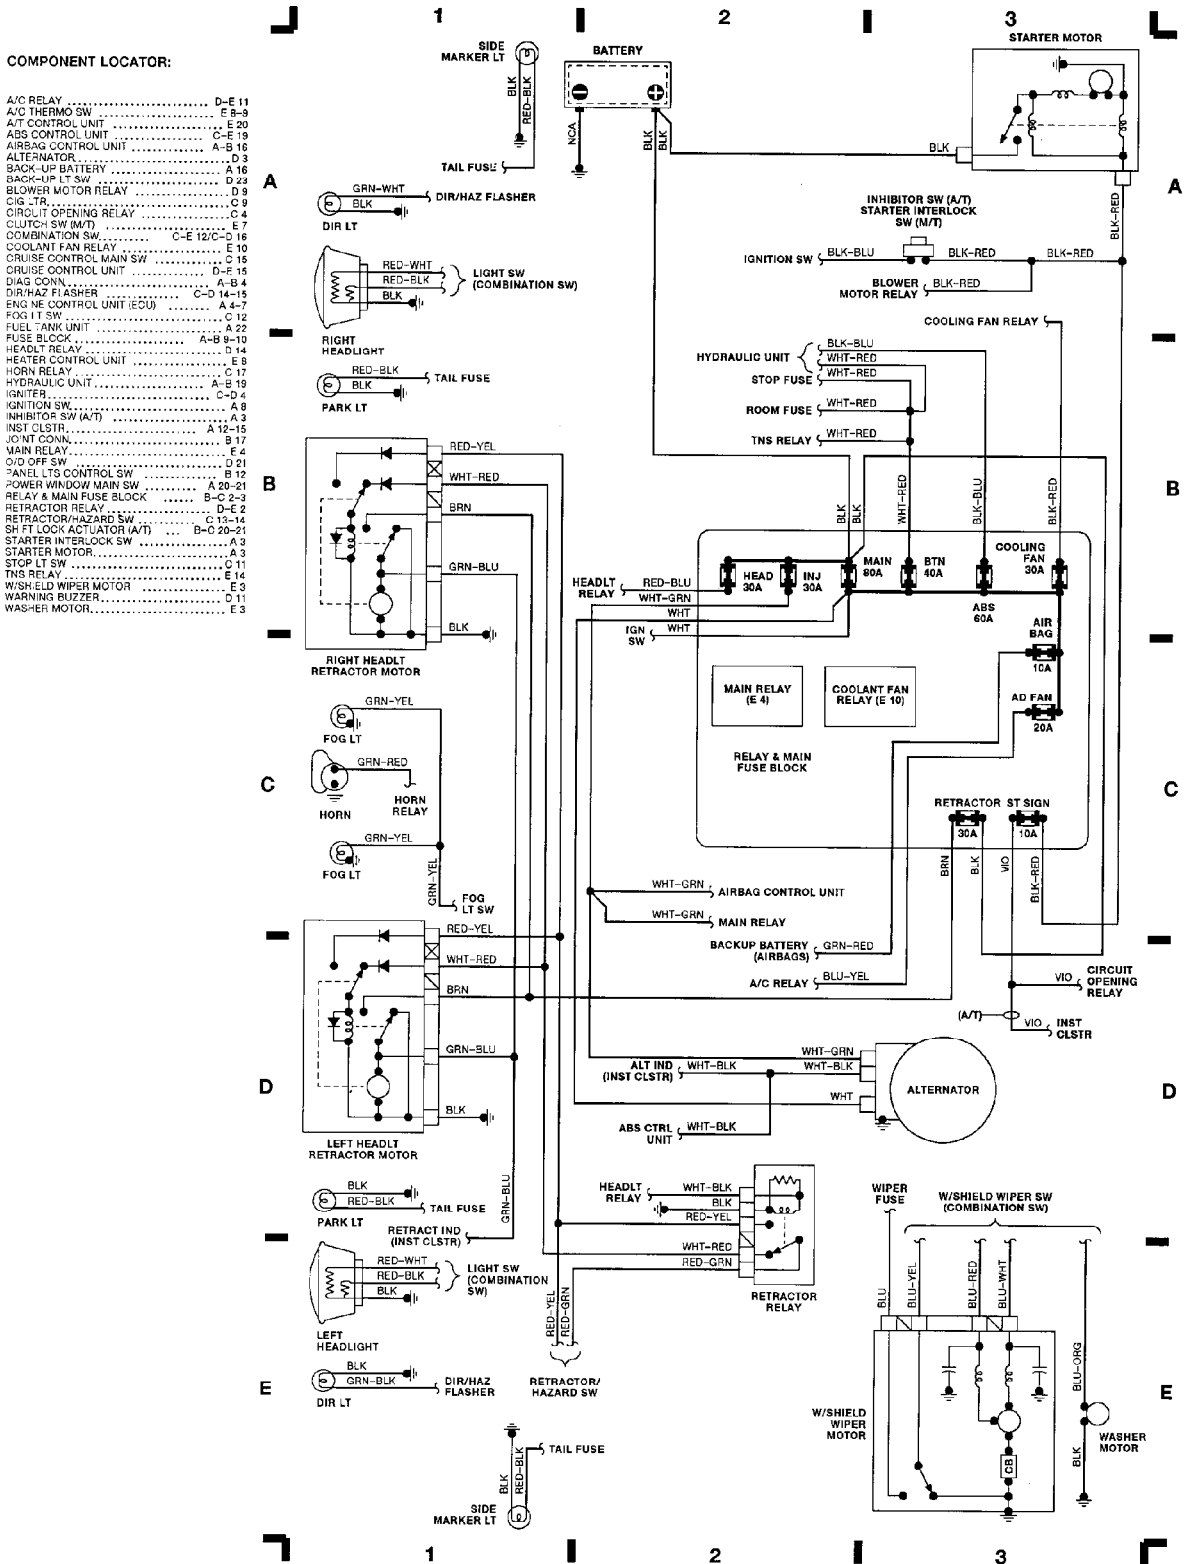 1
2
3
COMPONENT LOCATOR:
A/C RELAY D-E 11
A/C THERMO SW E 8-9
A/T CONTROL UNIT E 20
ABS CONTROL UNIT C-E 19
AIRBAG CONTROL UNIT A-B 16
ALTERNATOR D 3
BACK-UP BATTERY A 16
BACK-UP LT SW D 23
BLOWER MOTOR RELAY D 9
CIG LTR C 9
CIRCUIT OPENING RELAY C 4
CLUTCH SW (M/T) E 7
COMBINATION SW C-E 12/C-D 16
COOLANT FAN RELAY E 10
CRUISE CONTROL MAIN SW C 15
CRUISE CONTROL UNIT D-E 15
DIAG CONN A-B 4
DIR/HAZ FLASHER C-D 14-15
ENGINE CONTROL UNIT (ECU) A 4-7
FOG LT SW C 12
FUEL TANK UNIT A 22
FUSE BLOCK A-B 9-10
HEADLT RELAY D 14
HEATER CONTROL UNIT E 8
HORN RELAY C 17
HYDRAULIC UNIT A-B 19
IGNITER C-D 4
IGNITION SW A 8
INHIBITOR SW (A/T) A 3
INST CLSTR A 12-15
JOINT CONN B 17
MAIN RELAY E 4
O/D OFF SW D 21
PANEL LTS CONTROL SW B 12
POWER WINDOW MAIN SW A 20-21
RELAY & MAIN FUSE BLOCK B-C 2-3
RETRACTOR RELAY D-E 2
RETRACTOR/HAZARD SW C 13-14
SHIFT LOCK ACTUATOR (A/T) B-C 20-21
STARTER INTERLOCK SW A 3
STARTER MOTOR A 3
STOP LT SW C 11
TNS RELAY E 14
W/SHIELD WIPER MOTOR E 3
WARNING BUZZER D 11
WASHER MOTOR E 3
SIDE
MARKER LT
BLK
RED-BLK
TAIL FUSE
BATTERY
NCA
BLK
BLK
BLK
STARTER MOTOR
A
A
GRN-WHT
DIR/HAZ FLASHER
BLK
DIR LT
INHIBITOR SW (A/T)
STARTER INTERLOCK
SW (M/T)
BLK-RED
IGNITION SW
BLK-BLU
BLK-RED
BLK-RED
RED-WHT
RED-BLK
BLK
LIGHT SW
(COMBINATION SW)
BLOWER
MOTOR RELAY
BLK-RED
RIGHT
HEADLIGHT
COOLING FAN RELAY
HYDRAULIC UNIT
BLK-BLU
WHT-RED
STOP FUSE
WHT-RED
RED-BLK
TAIL FUSE
BLK
PARK LT
ROOM FUSE
WHT-RED
TNS RELAY
WHT-RED
B
B
RED-YEL
WHT-RED
BRN
GRN-BLU
BLK
RIGHT HEADLT
RETRACTOR MOTOR
BLK
BLK
WHT-RED
BLK-BLU
BLK-RED
HEADLT
RELAY
RED-BLU
WHT-GRN
WHT
IGN
SW
WHT
HEAD
30A
INJ
30A
MAIN
80A
BTN
40A
ABS
60A
COOLING
FAN
30A
AIR
BAG
10A
AD FAN
20A
MAIN RELAY
(E 4)
COOLANT FAN
RELAY (E 10)
RELAY & MAIN
FUSE BLOCK
RETRACTOR
30A
ST SIGN
10A
BRN
BLK
VIO
BLK-RED
C
C
GRN-YEL
FOG LT
GRN-RED
HORN
HORN
RELAY
GRN-YEL
FOG LT
GRN-YEL
FOG
LT SW
WHT-GRN
AIRBAG CONTROL UNIT
WHT-GRN
MAIN RELAY
BACKUP BATTERY
(AIRBAGS)
GRN-RED
A/C RELAY
BLU-YEL
VIO
CIRCUIT
OPENING
RELAY
(A/T)
VIO
INST
CLSTR
RED-YEL
WHT-RED
BRN
GRN-BLU
BLK
LEFT HEADLT
RETRACTOR MOTOR
D
D
ALT IND
(INST CLSTR)
WHT-BLK
WHT-GRN
WHT-BLK
WHT
ALTERNATOR
ABS CTRL
UNIT
WHT-BLK
BLK
RED-BLK
TAIL FUSE
PARK LT
GRN-BLU
RETRACT IND
(INST CLSTR)
HEADLT
RELAY
WHT-BLK
BLK
RED-YEL
WHT-RED
RED-GRN
RETRACTOR
RELAY
WIPER
FUSE
W/SHIELD WIPER SW
(COMBINATION SW)
BLU
BLU-YEL
BLU-RED
BLU-WHT
BLU-ORG
RED-WHT
RED-BLK
BLK
LIGHT SW
(COMBINATION
SW)
LEFT
HEADLIGHT
RED-YEL
RED-GRN
RETRACTOR/
HAZARD SW
E
E
BLK
GRN-BLK
DIR/HAZ
FLASHER
DIR LT
W/SHIELD
WIPER
MOTOR
CB
WASHER
MOTOR
BLK
TAIL FUSE
BLK
RED-BLK
SIDE
MARKER LT
1
2
3